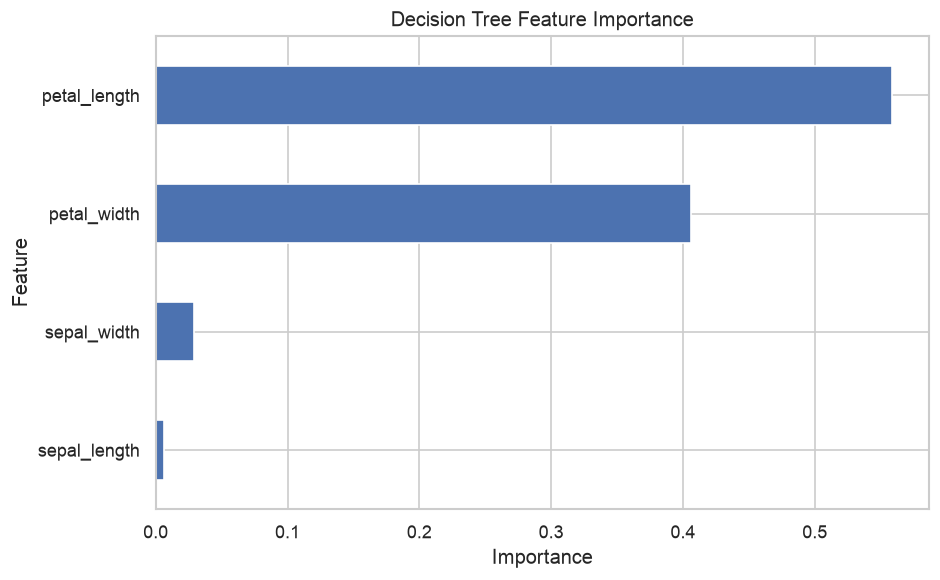 Decision Tree Feature Importance
petal_length
petal_width
sepal_width
sepal_length
Feature
0.0 0.1 0.2 0.3 0.4 0.5
Importance